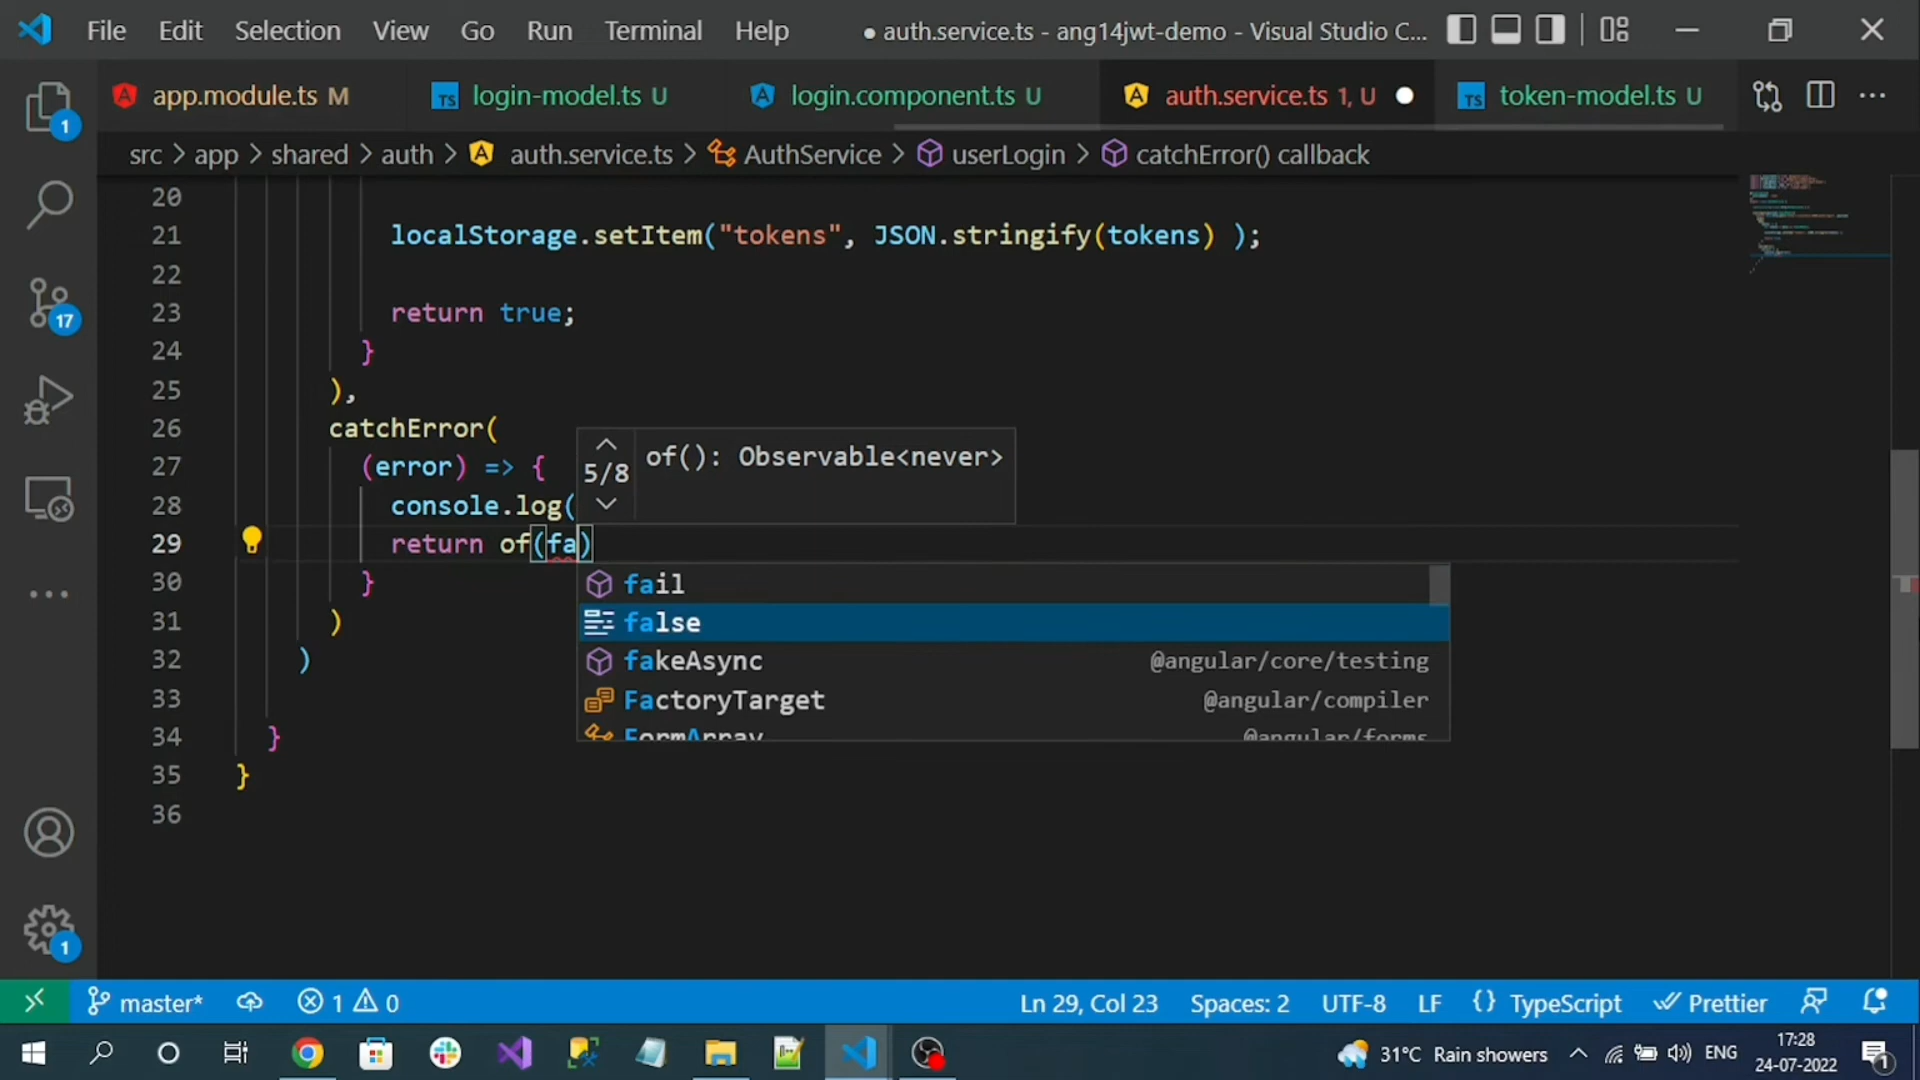 File Edit Selection View Go Run Terminal Help ● auth.service.ts - ang14jwt-demo - Visual Studio C...
app.module.ts M login-model.ts U login.component.ts U auth.service.ts 1, U token-model.ts U
src > app > shared > auth > auth.service.ts > AuthService > userLogin > catchError() callback
20
21 localStorage.setItem("tokens", JSON.stringify(tokens) );
22
23 return true;
24 }
25 ),
26 catchError(
27 (error) => {
28 console.log(
29 return of(fa)
30 }
31 )
32 )
33
34 }
35 }
36
5/8 of(): Observable<never>
fail
false
fakeAsync @angular/core/testing
FactoryTarget @angular/compiler
FormArray @angular/forms
1
17
1
master* 1 0 Ln 29, Col 23 Spaces: 2 UTF-8 LF {} TypeScript Prettier
31°C Rain showers ENG 17:28
24-07-2022 1